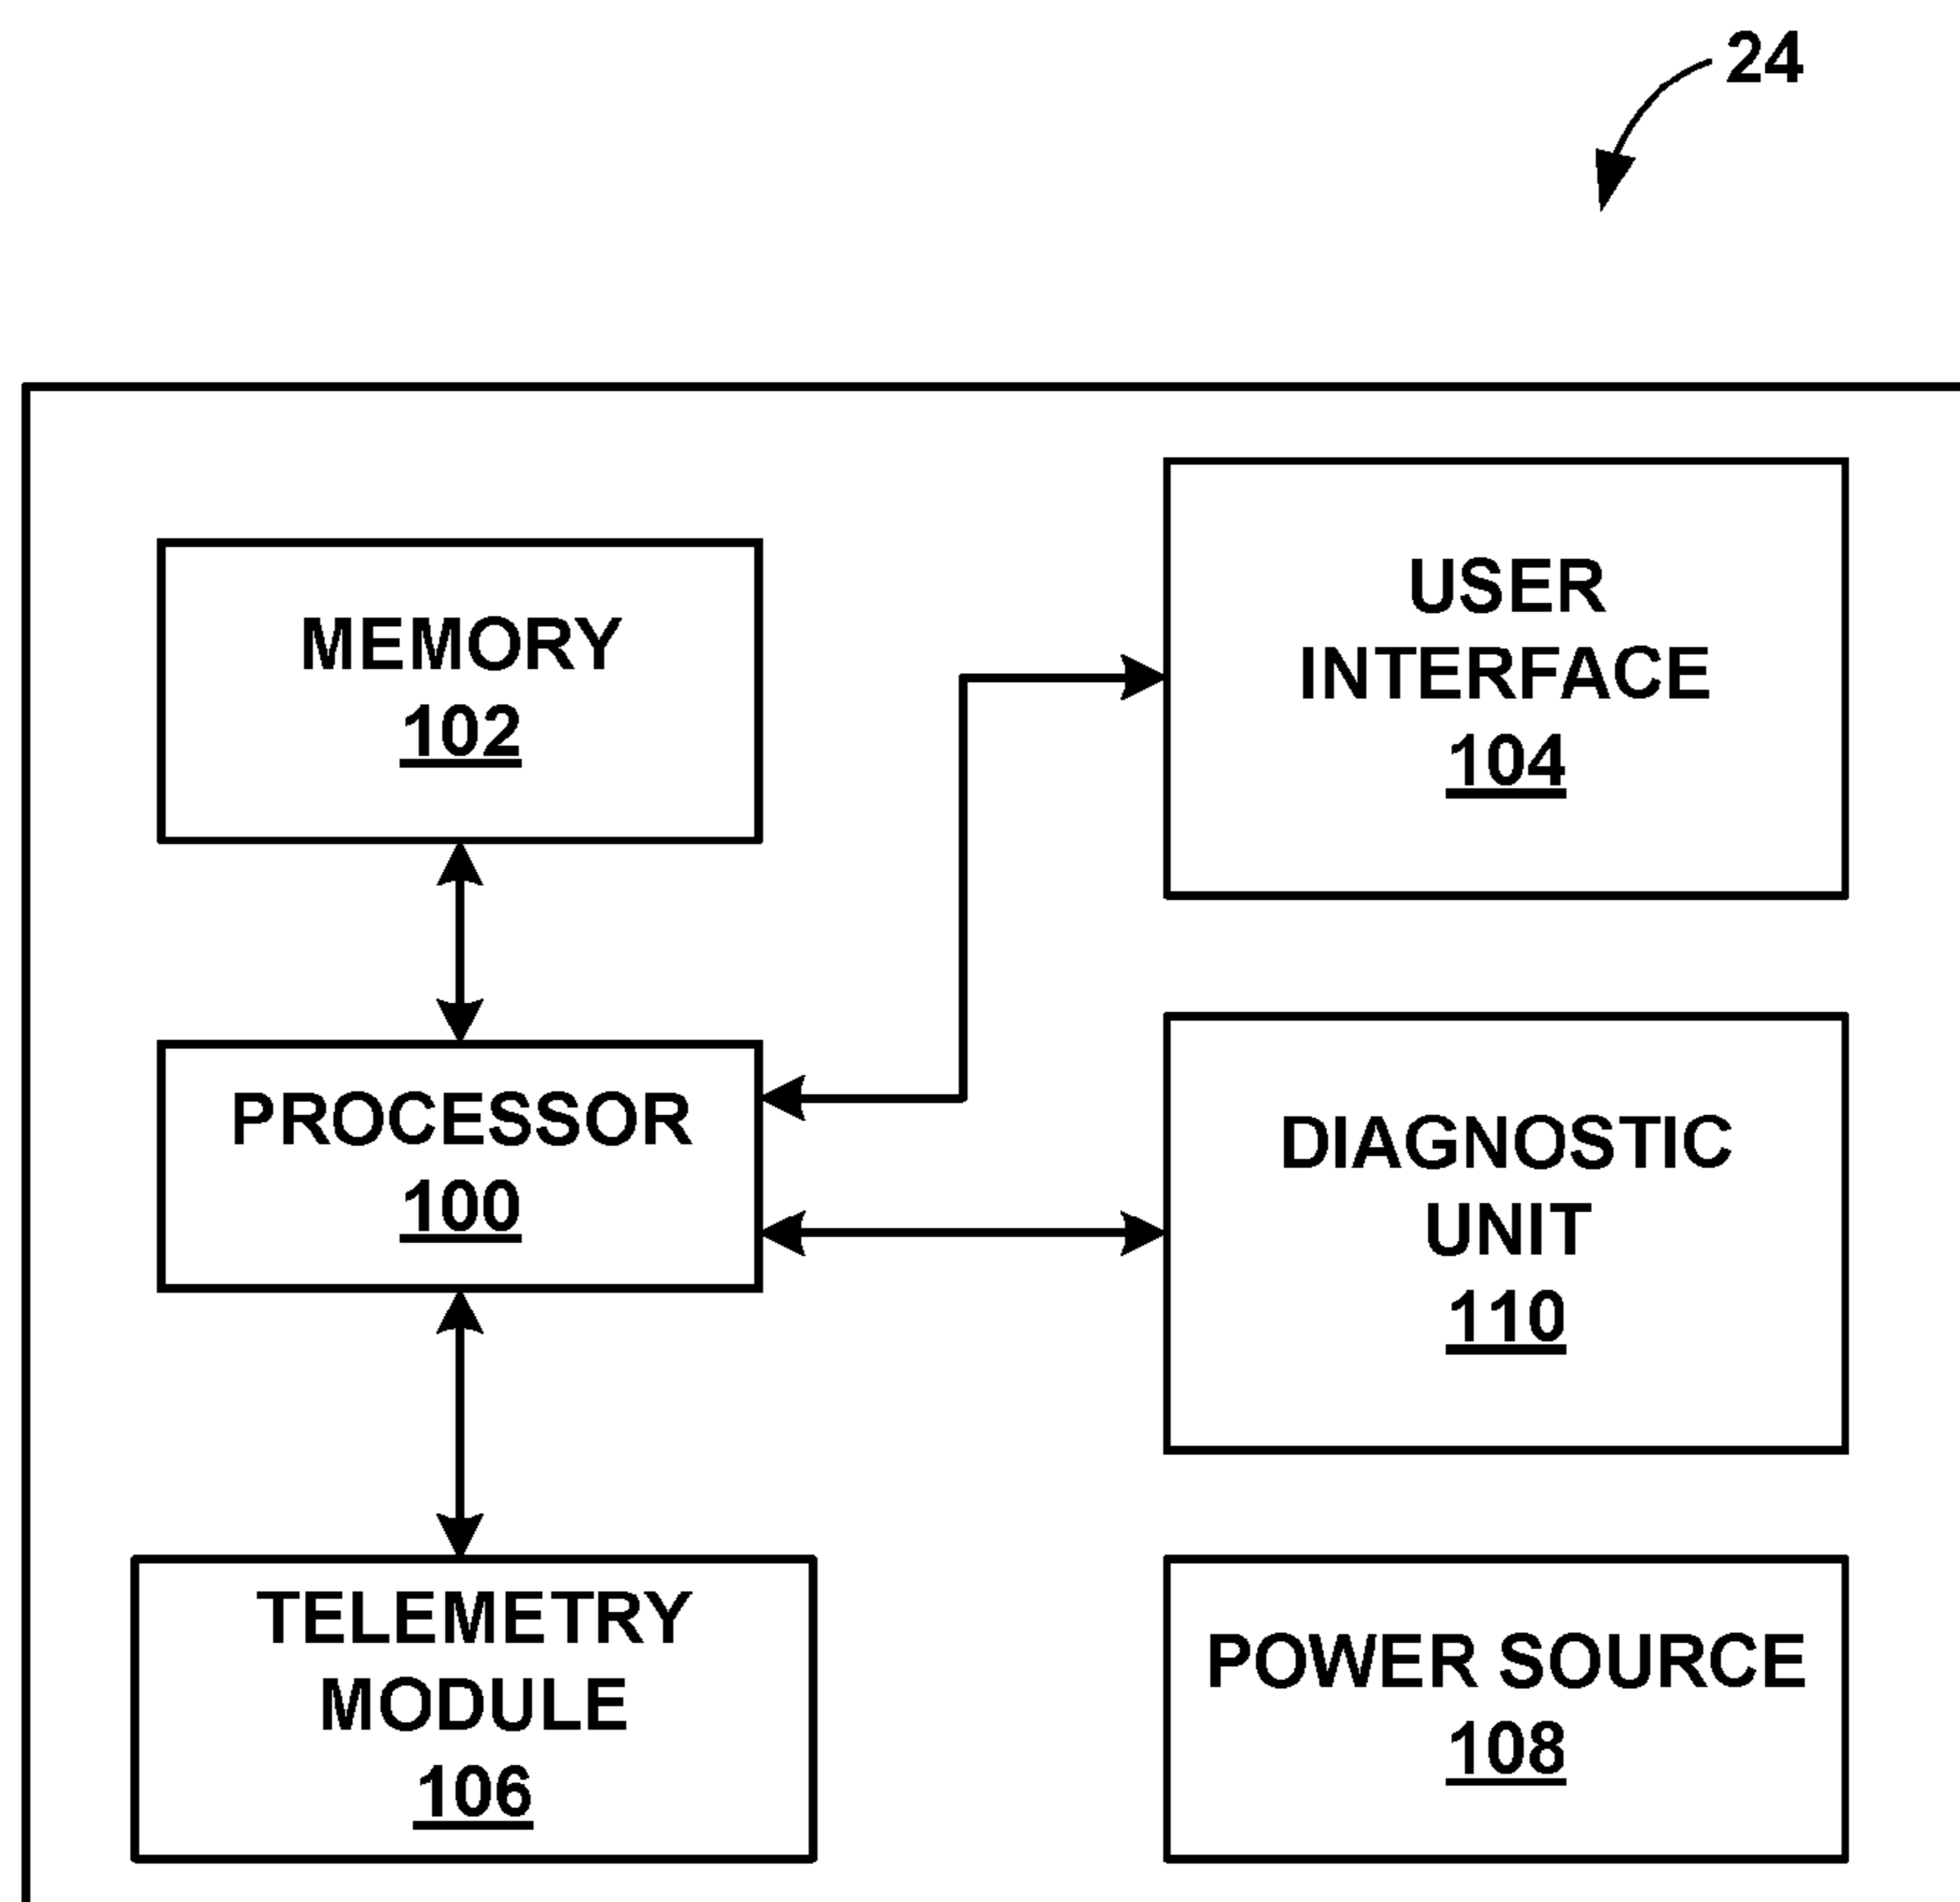 24
MEMORY
102
USER
INTERFACE
104
PROCESSOR
100
DIAGNOSTIC
UNIT
110
TELEMETRY
MODULE
106
POWER SOURCE
108